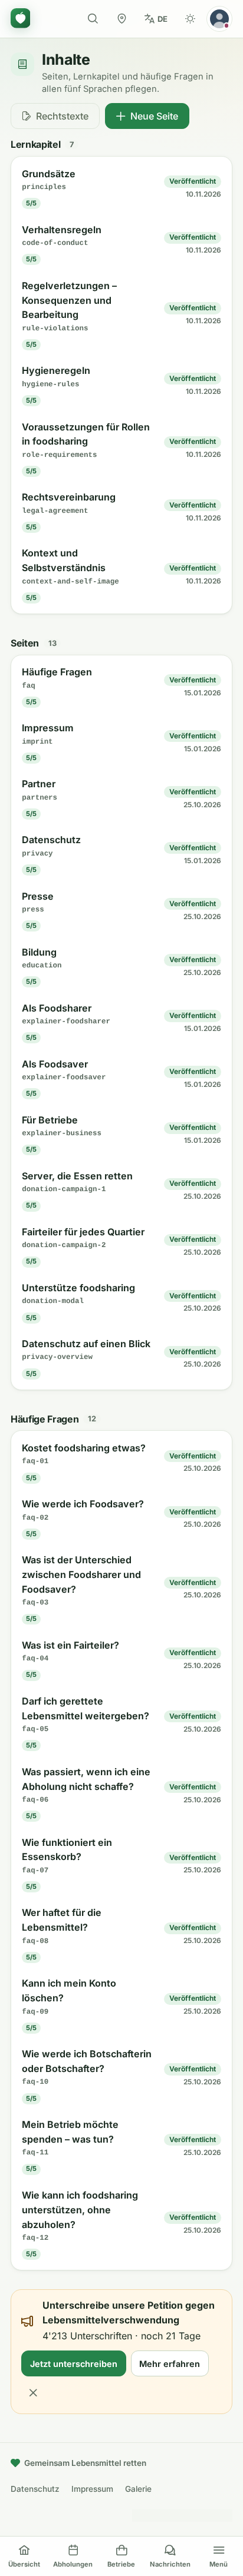 DE
Inhalte
Seiten, Lernkapitel und häufige Fragen in
allen fünf Sprachen pflegen.
Rechtstexte
Neue Seite
Lernkapitel 7
Grundsätze
principles
5/5
Veröffentlicht
10.11.2026
Verhaltensregeln
code-of-conduct
5/5
Veröffentlicht
10.11.2026
Regelverletzungen –
Konsequenzen und
Bearbeitung
rule-violations
5/5
Veröffentlicht
10.11.2026
Hygieneregeln
hygiene-rules
5/5
Veröffentlicht
10.11.2026
Voraussetzungen für Rollen
in foodsharing
role-requirements
5/5
Veröffentlicht
10.11.2026
Rechtsvereinbarung
legal-agreement
5/5
Veröffentlicht
10.11.2026
Kontext und
Selbstverständnis
context-and-self-image
5/5
Veröffentlicht
10.11.2026
Seiten 13
Häufige Fragen
faq
5/5
Veröffentlicht
15.01.2026
Impressum
imprint
5/5
Veröffentlicht
15.01.2026
Partner
partners
5/5
Veröffentlicht
25.10.2026
Datenschutz
privacy
5/5
Veröffentlicht
15.01.2026
Presse
press
5/5
Veröffentlicht
25.10.2026
Bildung
education
5/5
Veröffentlicht
25.10.2026
Als Foodsharer
explainer-foodsharer
5/5
Veröffentlicht
15.01.2026
Als Foodsaver
explainer-foodsaver
5/5
Veröffentlicht
15.01.2026
Für Betriebe
explainer-business
5/5
Veröffentlicht
15.01.2026
Server, die Essen retten
donation-campaign-1
5/5
Veröffentlicht
25.10.2026
Fairteiler für jedes Quartier
donation-campaign-2
5/5
Veröffentlicht
25.10.2026
Unterstütze foodsharing
donation-modal
5/5
Veröffentlicht
25.10.2026
Datenschutz auf einen Blick
privacy-overview
5/5
Veröffentlicht
25.10.2026
Häufige Fragen 12
Kostet foodsharing etwas?
faq-01
5/5
Veröffentlicht
25.10.2026
Wie werde ich Foodsaver?
faq-02
5/5
Veröffentlicht
25.10.2026
Was ist der Unterschied
zwischen Foodsharer und
Foodsaver?
faq-03
5/5
Veröffentlicht
25.10.2026
Was ist ein Fairteiler?
faq-04
5/5
Veröffentlicht
25.10.2026
Darf ich gerettete
Lebensmittel weitergeben?
faq-05
5/5
Veröffentlicht
25.10.2026
Was passiert, wenn ich eine
Abholung nicht schaffe?
faq-06
5/5
Veröffentlicht
25.10.2026
Wie funktioniert ein
Essenskorb?
faq-07
5/5
Veröffentlicht
25.10.2026
Wer haftet für die
Lebensmittel?
faq-08
5/5
Veröffentlicht
25.10.2026
Kann ich mein Konto
löschen?
faq-09
5/5
Veröffentlicht
25.10.2026
Wie werde ich Botschafterin
oder Botschafter?
faq-10
5/5
Veröffentlicht
25.10.2026
Mein Betrieb möchte
spenden – was tun?
faq-11
5/5
Veröffentlicht
25.10.2026
Wie kann ich foodsharing
unterstützen, ohne
abzuholen?
faq-12
5/5
Veröffentlicht
25.10.2026
Unterschreibe unsere Petition gegen
Lebensmittelverschwendung
4'213 Unterschriften · noch 21 Tage
Jetzt unterschreiben
Mehr erfahren
Gemeinsam Lebensmittel retten
Datenschutz Impressum Galerie
Übersicht Abholungen Betriebe Nachrichten Menü